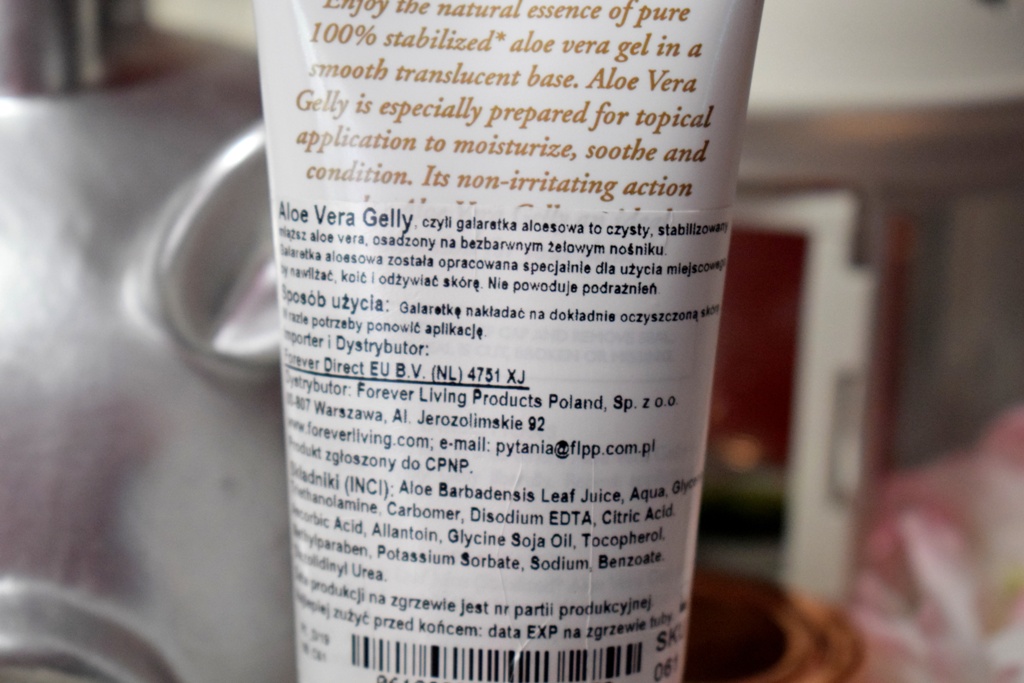 Enjoy the natural essence of pure
100% stabilized* aloe vera gel in a
smooth translucent base. Aloe Vera
Gelly is especially prepared for topical
application to moisturize, soothe and
condition. Its non-irritating action
Aloe Vera Gelly, czyli galaretka aloesowa to czysty, stabilizowany
miąższ aloe vera, osadzony na bezbarwnym żelowym nośniku.
Galaretka aloesowa została opracowana specjalnie dla użycia miejscowego,
by nawilżać, koić i odżywiać skórę. Nie powoduje podrażnień.
Sposób użycia: Galaretkę nakładać na dokładnie oczyszczoną skórę
W razie potrzeby ponowić aplikację.
Importer i Dystrybutor:
Forever Direct EU B.V. (NL) 4751 XJ
Dystrybutor: Forever Living Products Poland, Sp. z o.o.
807 Warszawa, Al. Jerozolimskie 92
www.foreverliving.com; e-mail: pytania@flpp.com.pl
Produkt zgłoszony do CPNP.
Składniki (INCI): Aloe Barbadensis Leaf Juice, Aqua,
Carbomer, Disodium EDTA, Citric Acid.
Ascorbic Acid, Allantoin, Glycine Soja Oil, Tocopherol.
Potassium Sorbate, Sodium, Benzoate.
Urea.
Data produkcji na zgrzewie jest nr partii produkcyjnej.
Najlepiej zużyć przed końcem: data EXP na zgrzewie tuby.